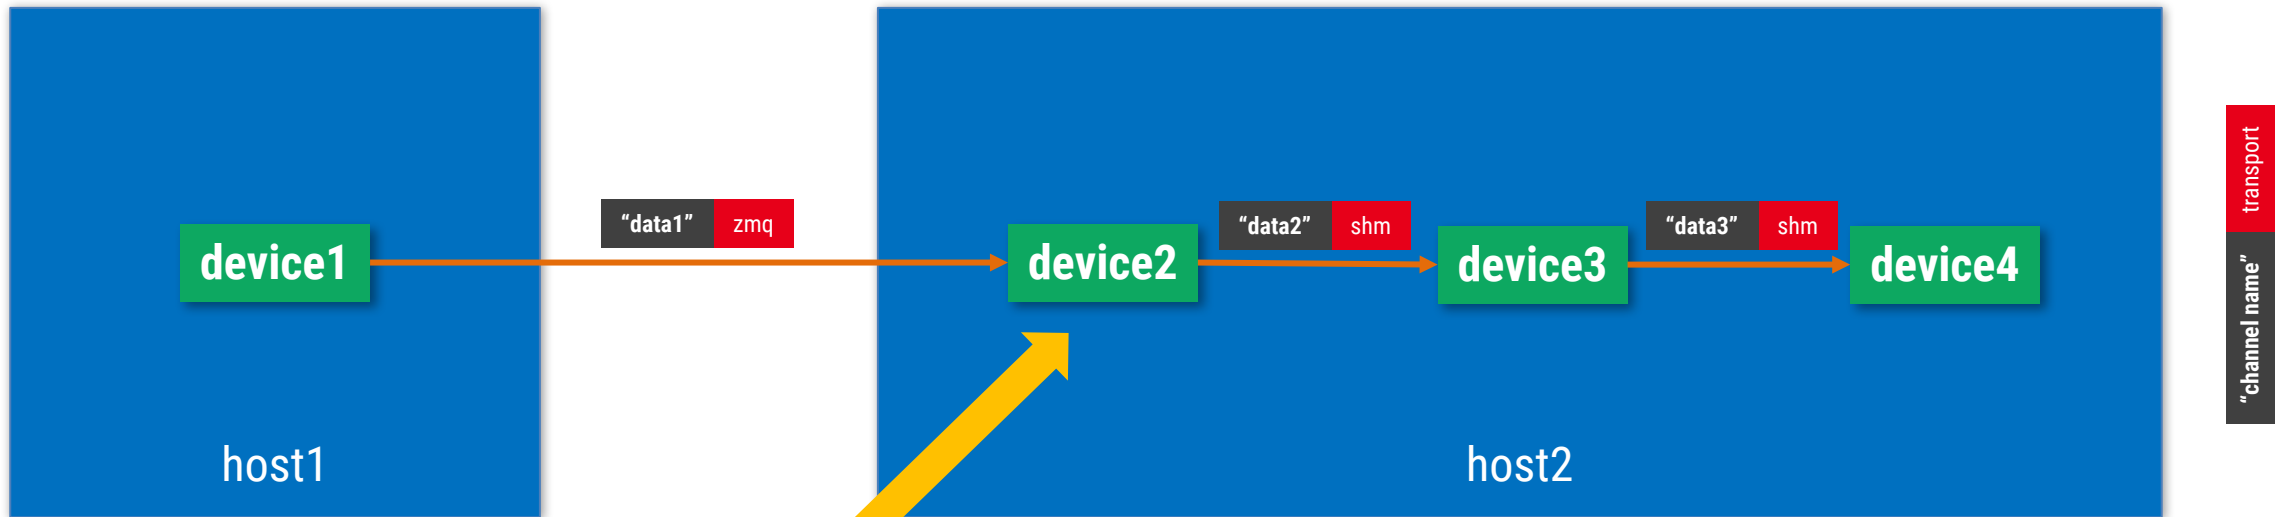 “data1” zmq
“data2” shm
“data3” shm
device1
device2
device3
device4
host1
host2
“channel name” transport